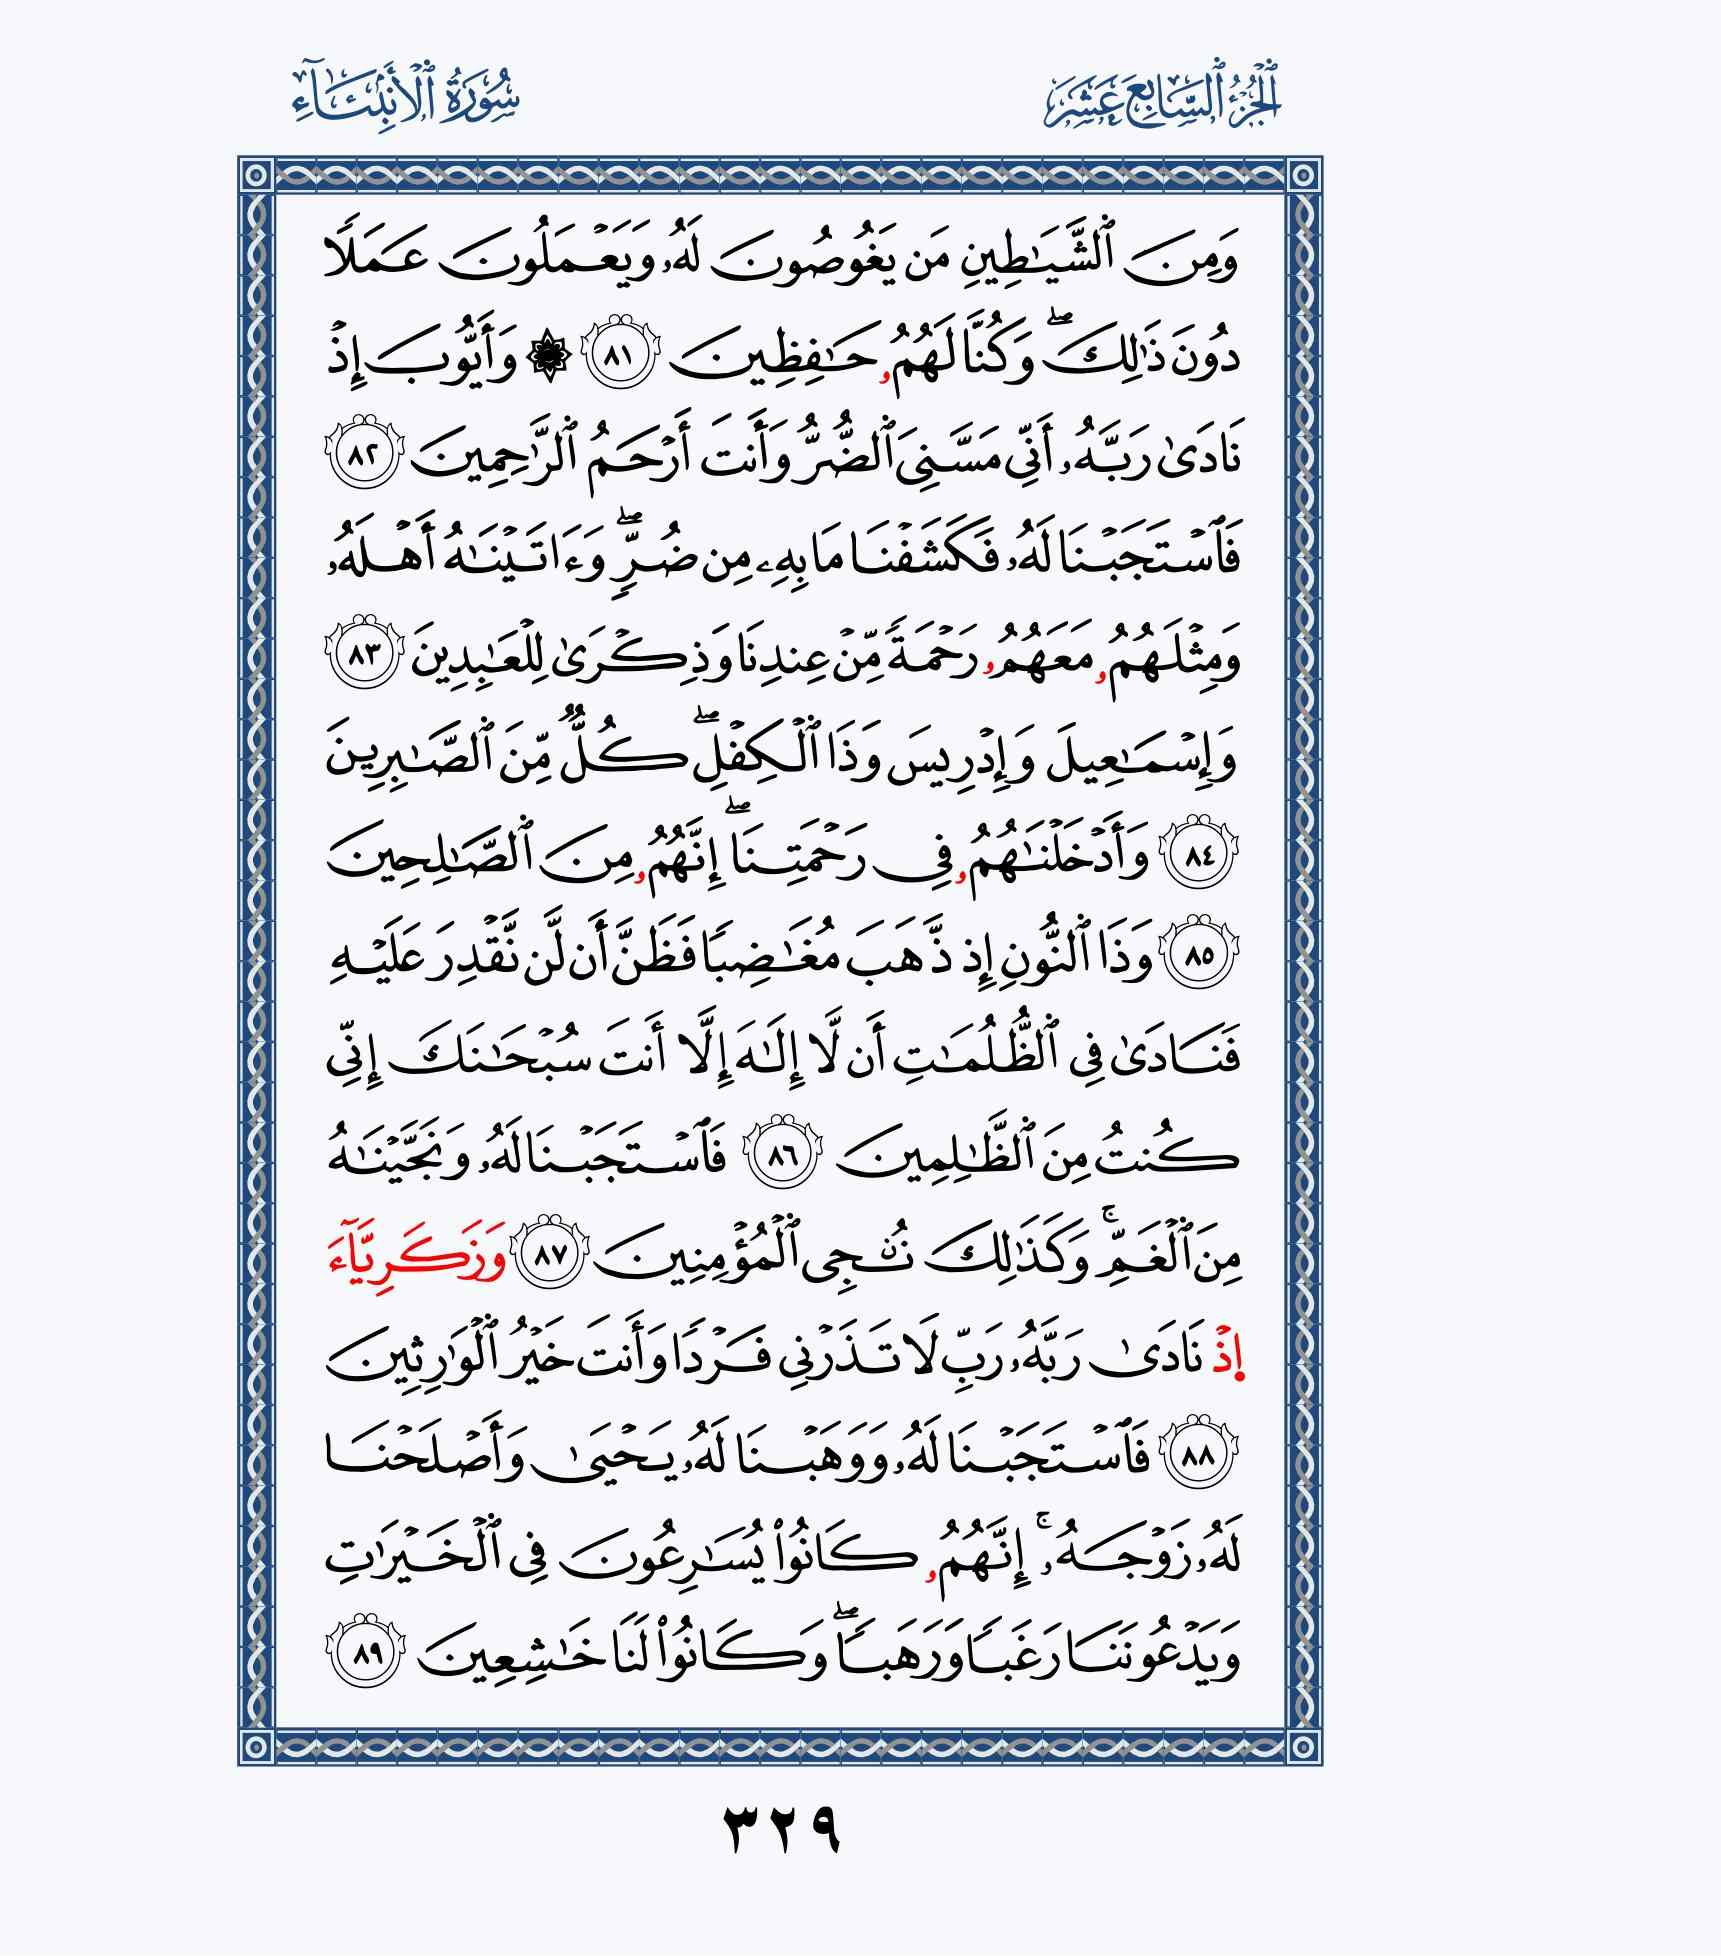 ٱلْجُزْءُ ٱلسَّابِعَ عَشَرَ
سُورَةُ ٱلْأَنۢبِيَآءِ
وَمِنَ ٱلشَّيَٰطِينِ مَن يَغُوصُونَ لَهُۥ وَيَعْمَلُونَ عَمَلًا
دُونَ ذَٰلِكَۖ وَكُنَّا لَهُمُۥ حَٰفِظِينَ ٨١ ۞ وَأَيُّوبَ إِذْ
نَادَىٰ رَبَّهُۥ أَنِّي مَسَّنِيَ ٱلضُّرُّ وَأَنتَ أَرْحَمُ ٱلرَّٰحِمِينَ ٨٢
فَٱسْتَجَبْنَا لَهُۥ فَكَشَفْنَا مَا بِهِۦ مِن ضُرٍّۖ وَءَاتَيْنَٰهُ أَهْلَهُۥ
وَمِثْلَهُمُۥ مَعَهُمُۥ رَحْمَةً مِّنْ عِندِنَا وَذِكْرَىٰ لِلْعَٰبِدِينَ ٨٣
وَإِسْمَٰعِيلَ وَإِدْرِيسَ وَذَا ٱلْكِفْلِۖ كُلٌّ مِّنَ ٱلصَّٰبِرِينَ
٨٤ وَأَدْخَلْنَٰهُمُۥ فِي رَحْمَتِنَاۖ إِنَّهُمُۥ مِنَ ٱلصَّٰلِحِينَ
٨٥ وَذَا ٱلنُّونِ إِذ ذَّهَبَ مُغَٰضِبًا فَظَنَّ أَن لَّن نَّقْدِرَ عَلَيْهِ
فَنَادَىٰ فِي ٱلظُّلُمَٰتِ أَن لَّا إِلَٰهَ إِلَّا أَنتَ سُبْحَٰنَكَ إِنِّي
كُنتُ مِنَ ٱلظَّٰلِمِينَ ٨٦ فَٱسْتَجَبْنَا لَهُۥ وَنَجَّيْنَٰهُ
مِنَ ٱلْغَمِّۚ وَكَذَٰلِكَ نُۨجِي ٱلْمُؤْمِنِينَ ٨٧ وَزَكَرِيَّآءَ
إِذْ نَادَىٰ رَبَّهُۥ رَبِّ لَا تَذَرْنِي فَرْدًا وَأَنتَ خَيْرُ ٱلْوَٰرِثِينَ
٨٨ فَٱسْتَجَبْنَا لَهُۥ وَوَهَبْنَا لَهُۥ يَحْيَىٰ وَأَصْلَحْنَا
لَهُۥ زَوْجَهُۥۚ إِنَّهُمُۥ كَانُوا۟ يُسَٰرِعُونَ فِي ٱلْخَيْرَٰتِ
وَيَدْعُونَنَا رَغَبًا وَرَهَبًاۖ وَكَانُوا۟ لَنَا خَٰشِعِينَ ٨٩
٣٢٩